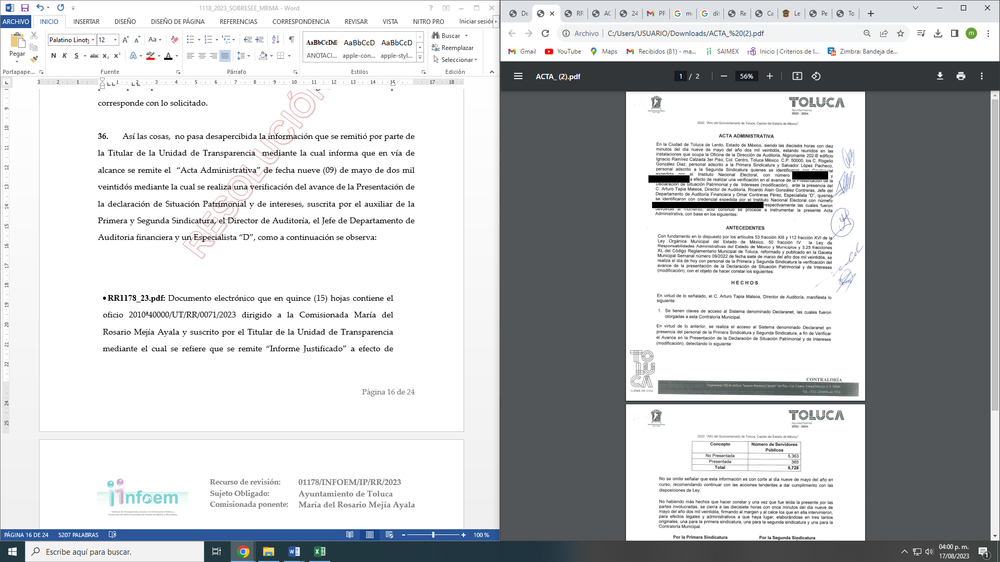 1118_2023_SOBRESEE_MRMA - Word
ARCHIVO INICIO INSERTAR DISEÑO DISEÑO DE PÁGINA REFERENCIAS CORRESPONDENCIA REVISAR VISTA NITRO PRO Iniciar sesión
Pegar
Palatino Linoty 12
Aa
N K S abc x₂ x²
AaBbCcDdl AaBbCcD AaBbCcD
ANOTACI... apple-con... apple-styl...
Buscar
Reemplazar
Seleccionar
Portapape... Fuente Párrafo Estilos Edición
corresponde con lo solicitado.
36. Así las cosas, no pasa desapercibida la información que se remitió por parte de
la Titular de la Unidad de Transparencia mediante la cual informa que en vía de
alcance se remite el “Acta Administrativa” de fecha nueve (09) de mayo de dos mil
veintidós mediante la cual se realiza una verificación del avance de la Presentación de
la declaración de Situación Patrimonial y de intereses, suscrita por el auxiliar de la
Primera y Segunda Sindicatura, el Director de Auditoría, el Jefe de Departamento de
Auditoria financiera y un Especialista “D”, como a continuación se observa:
RESOLUCIÓN
• RR1178_23.pdf: Documento electrónico que en quince (15) hojas contiene el
oficio 2010ª40000/UT/RR/0071/2023 dirigido a la Comisionada María del
Rosario Mejía Ayala y suscrito por el Titular de la Unidad de Transparencia
mediante el cual se refiere que se remite “Informe Justificado” a efecto de
Página 16 de 24
infoem
Instituto de Transparencia, Acceso a la Información Pública y
Protección de Datos Personales del Estado de México y Municipios
Recurso de revisión: 01178/INFOEM/IP/RR/2023
Sujeto Obligado: Ayuntamiento de Toluca
Comisionada ponente: María del Rosario Mejía Ayala
PÁGINA 16 DE 24 5207 PALABRAS 100 %
De RR AC 24 PR mo dif Re Ca Le Pe To
Archivo C:/Users/USUARIO/Downloads/ACTA_%20(2).pdf
m
Gmail YouTube Maps Recibidos (81) - ma... SAIMEX Inicio | Criterios de I... Zimbra: Bandeja de...
ACTA_ (2).pdf 1 / 2 56%
TOLUCA
Ayuntamiento
2022 - 2024
2022. "Año del Quincentenario de Toluca, Capital del Estado de México".
ACTA ADMINISTRATIVA
En la Ciudad de Toluca de Lerdo, Estado de México, siendo las dieciséis horas con diez
minutos del día nueve de mayo del año dos mil veintidós, estando reunidos en las
instalaciones que ocupa la Oficina de la Dirección de Auditoría, Nigromante 202-B edificio
Ignacio Ramírez Calzada 3er Piso, Col. Centro, Toluca México. C.P. 50000, los C. Rogelio
González Diaz, personal adscrito a la Primera Sindicatura y Salvador López Pacheco,
personal adscrito a la Segunda Sindicatura quienes se identificaron con Credencial
expedida por el Instituto Nacional Electoral, con número y
a efecto de realizar una verificación en el avance de la Presentación de la
Declaración de Situación Patrimonial y de Intereses (modificación), ante la presencia del
C. Arturo Tapia Mateos, Director de Auditoría, Ricardo Alain González Contreras, Jefe del
Departamento de Auditoría Financiera y Omar Contreras Pérez, Especialista "D", quienes
se identificaron con credencial expedida por el Instituto Nacional Electoral con número
respectivamente las cuales fueron
devueltas al momento, acto continuo se procede a instrumentar la presente Acta
Administrativa, con base en los siguientes:
ANTECEDENTES
Con fundamento en lo dispuesto por los artículos 53 fracción XIII y 112 fracción XVI de la
Ley Orgánica Municipal del Estado de México, 50 fracción IV la Ley de
Responsabilidades Administrativas del Estado de México y Municipios y 3.25 fracciones
XL del Código Reglamentario Municipal de Toluca, reformado y publicado en la Gaceta
Municipal Semanal número 09/2022 de fecha siete de marzo del año dos mil veintidós, se
realiza el día de hoy con personal de la Primera y Segunda Sindicatura la verificación del
avance de la presentación de la Declaración de Situación Patrimonial y de Intereses
(modificación), con el objeto de hacer constar los siguientes:
H E C H O S
En virtud de lo señalado, el C. Arturo Tapia Mateos, Director de Auditoría, manifiesta lo
siguiente:
1. Se tienen claves de acceso al Sistema denominado Declaranet, las cuales fueron
otorgadas a esta Contraloría Municipal.
En virtud de lo anterior, se realiza el acceso al Sistema denominado Declaranet en
presencia del personal de la Primera Sindicatura y Segunda Sindicatura, a fin de Verificar
el Avance en la Presentación de la Declaración de Situación Patrimonial y de Intereses
(modificación), detectando lo siguiente:
TOLUCA
LLENA DE VIDA
CONTRALORÍA
Nigromante 202-B edificio "Ignacio Ramírez Calzada" 3er Piso. Col. Centro, Toluca México. C.P. 50000
Tel.: (722) 2264490 ext. 7313
TOLUCA
Ayuntamiento
2022 - 2024
2022. "Año del Quincentenario de Toluca, Capital del Estado de México".
Concepto Número de Servidores Públicos
No Presentada 5,363
Presentada 365
Total 5,728
No se omite señalar que esta información es con corte al día nueve de mayo del año en
curso, recomendando continuar con las acciones tendentes a dar cumplimiento con las
disposiciones de Ley.
No habiendo más hechos que hacer constar y una vez que fue leída la presente por las
partes involucradas, se cierra a las diecisiete horas con once minutos del día nueve de
mayo del año dos mil veintidós, firmando al margen y al calce los que en ella intervinieron,
para efectos legales y administrativos a que haya lugar, elaborándose en tres tantos
originales, una para la primera sindicatura, una para la segunda sindicatura y una para la
Contraloría Municipal.
Por la Primera Sindicatura Por la Segunda Sindicatura
Escribe aquí para buscar.
04:00 p. m.
17/08/2023
1